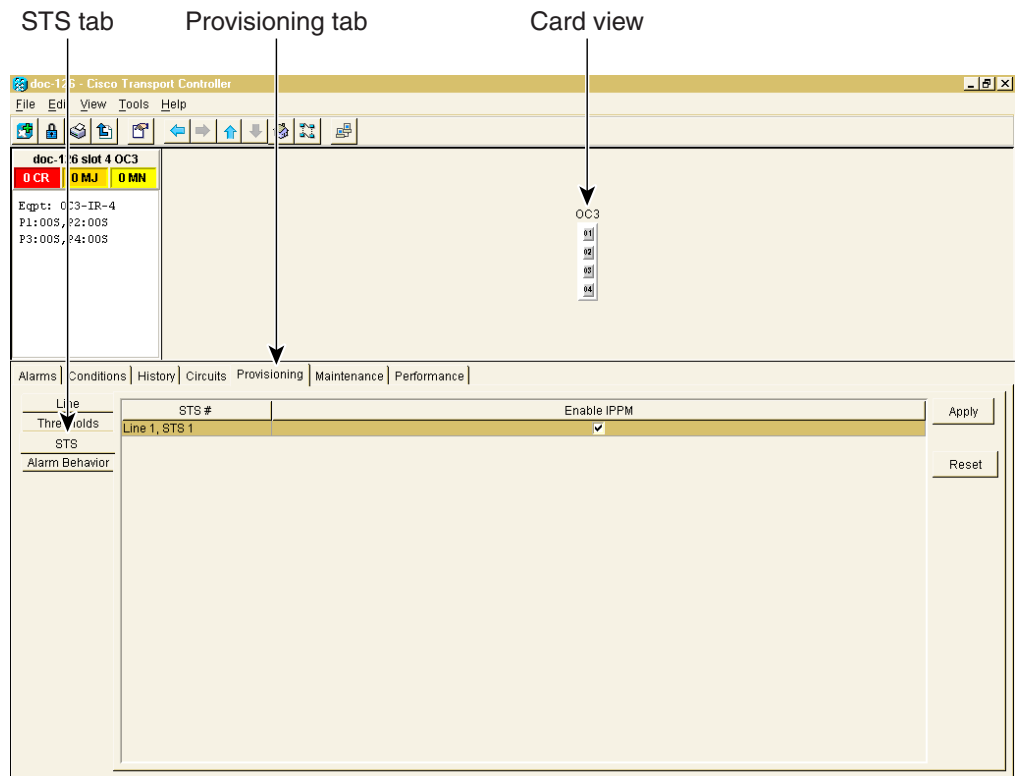 STS tab Provisioning tab Card view
doc-126 - Cisco Transport Controller
File Edi View Tools Help
doc-126 slot 4 OC3
0 CR 0 MJ 0 MN
Eqpt: OC3-IR-4
P1:OOS,P2:OOS
P3:OOS,P4:OOS
OC3
01
02
03
04
Alarms Conditions History Circuits Provisioning Maintenance Performance
Line
Thresholds
STS
Alarm Behavior
STS # Enable IPPM
Line 1, STS 1
Apply
Reset